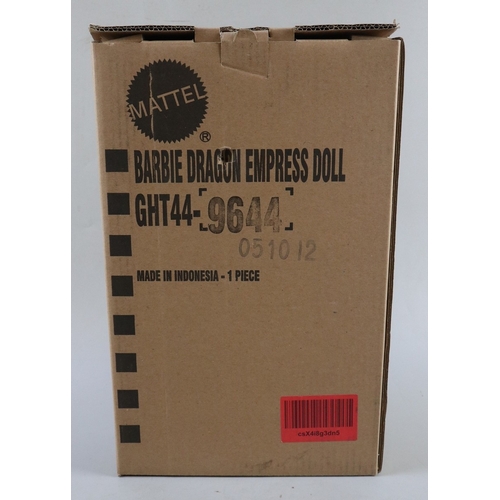 MATTEL
®
BARBIE DRAGON EMPRESS DOLL
GHT44-[9644]
051012
MADE IN INDONESIA - 1 PIECE